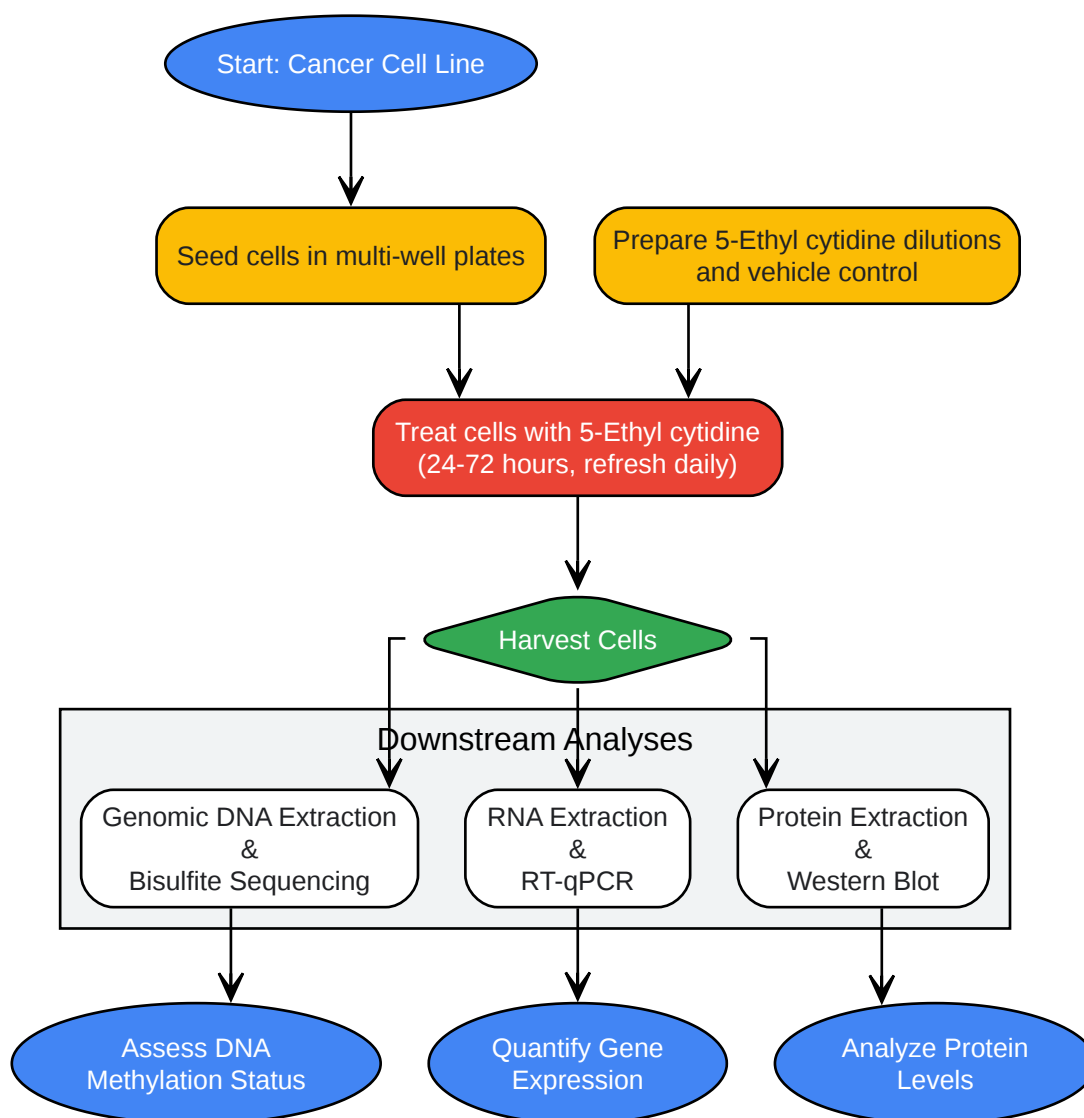 Start: Cancer Cell Line
Seed cells in multi-well plates
Prepare 5-Ethyl cytidine dilutions
and vehicle control
Treat cells with 5-Ethyl cytidine
(24-72 hours, refresh daily)
Harvest Cells
Downstream Analyses
Genomic DNA Extraction
&
Bisulfite Sequencing
RNA Extraction
&
RT-qPCR
Protein Extraction
&
Western Blot
Assess DNA
Methylation Status
Quantify Gene
Expression
Analyze Protein
Levels